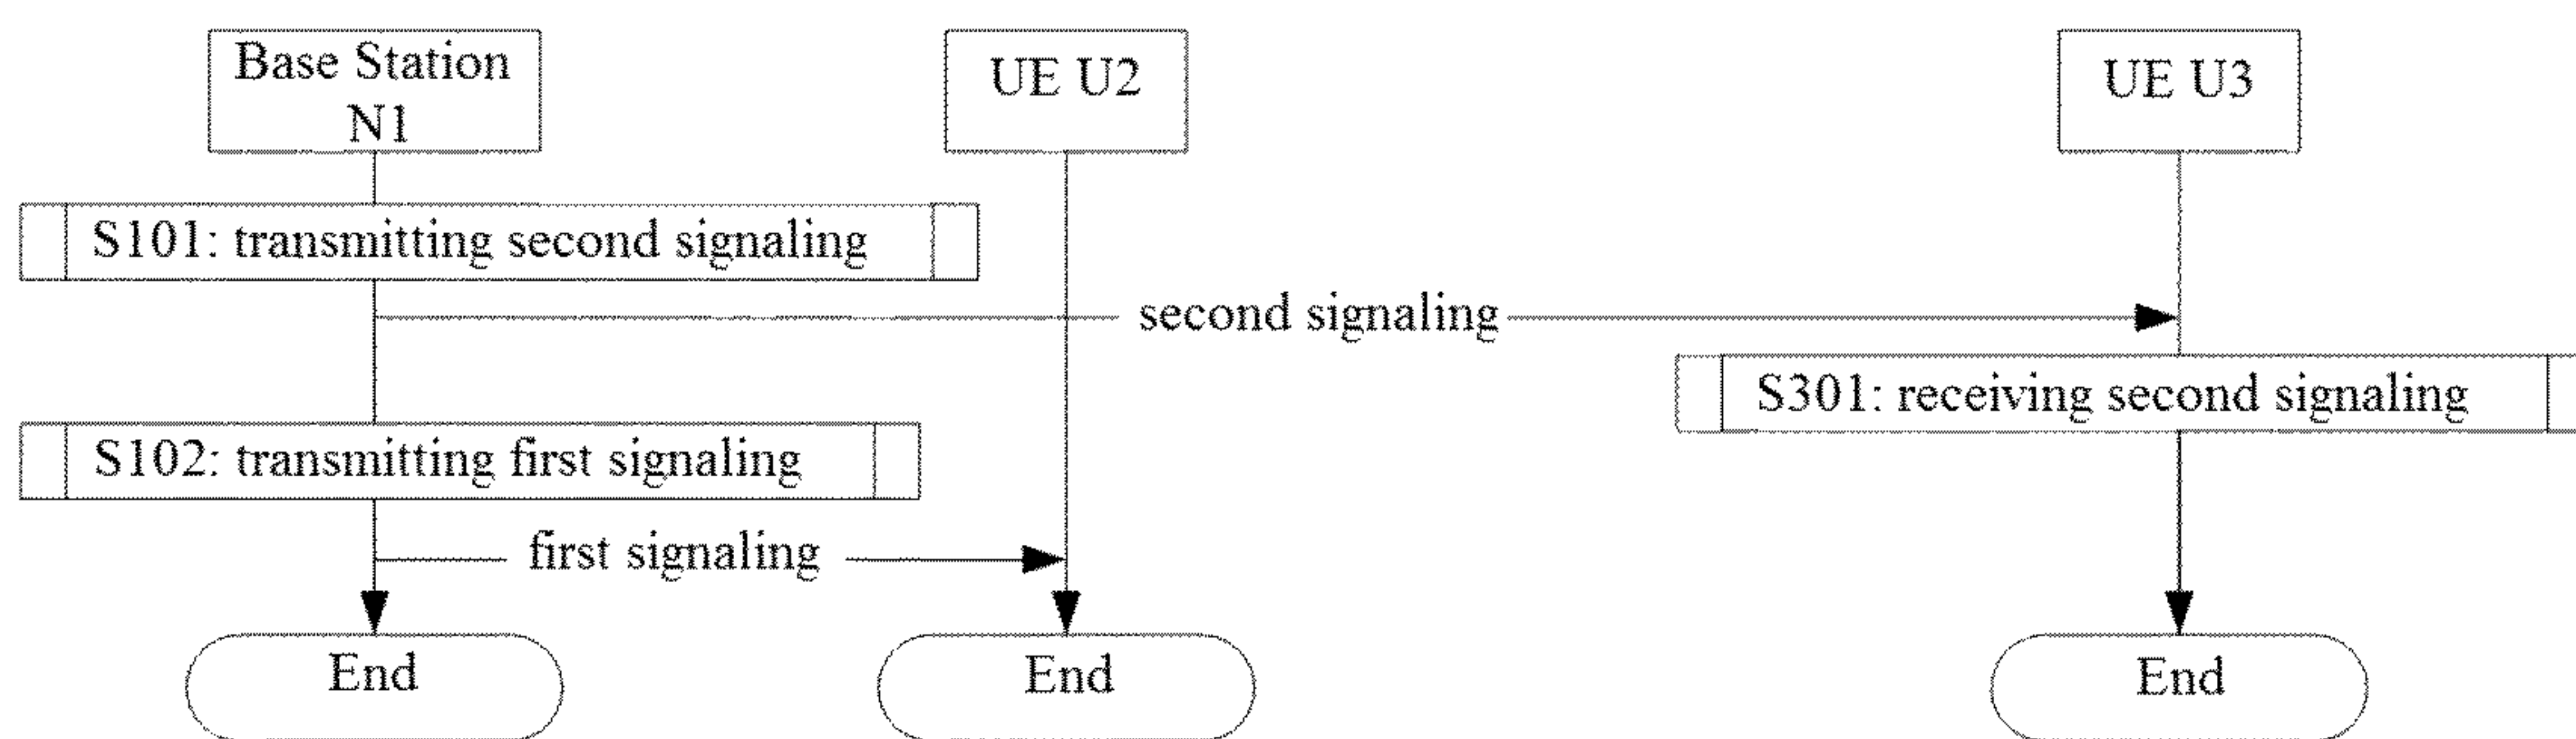 Base Station
N1
UE U2
UE U3
S101: transmitting second signaling
second signaling
S301: receiving second signaling
S102: transmitting first signaling
first signaling
End
End
End